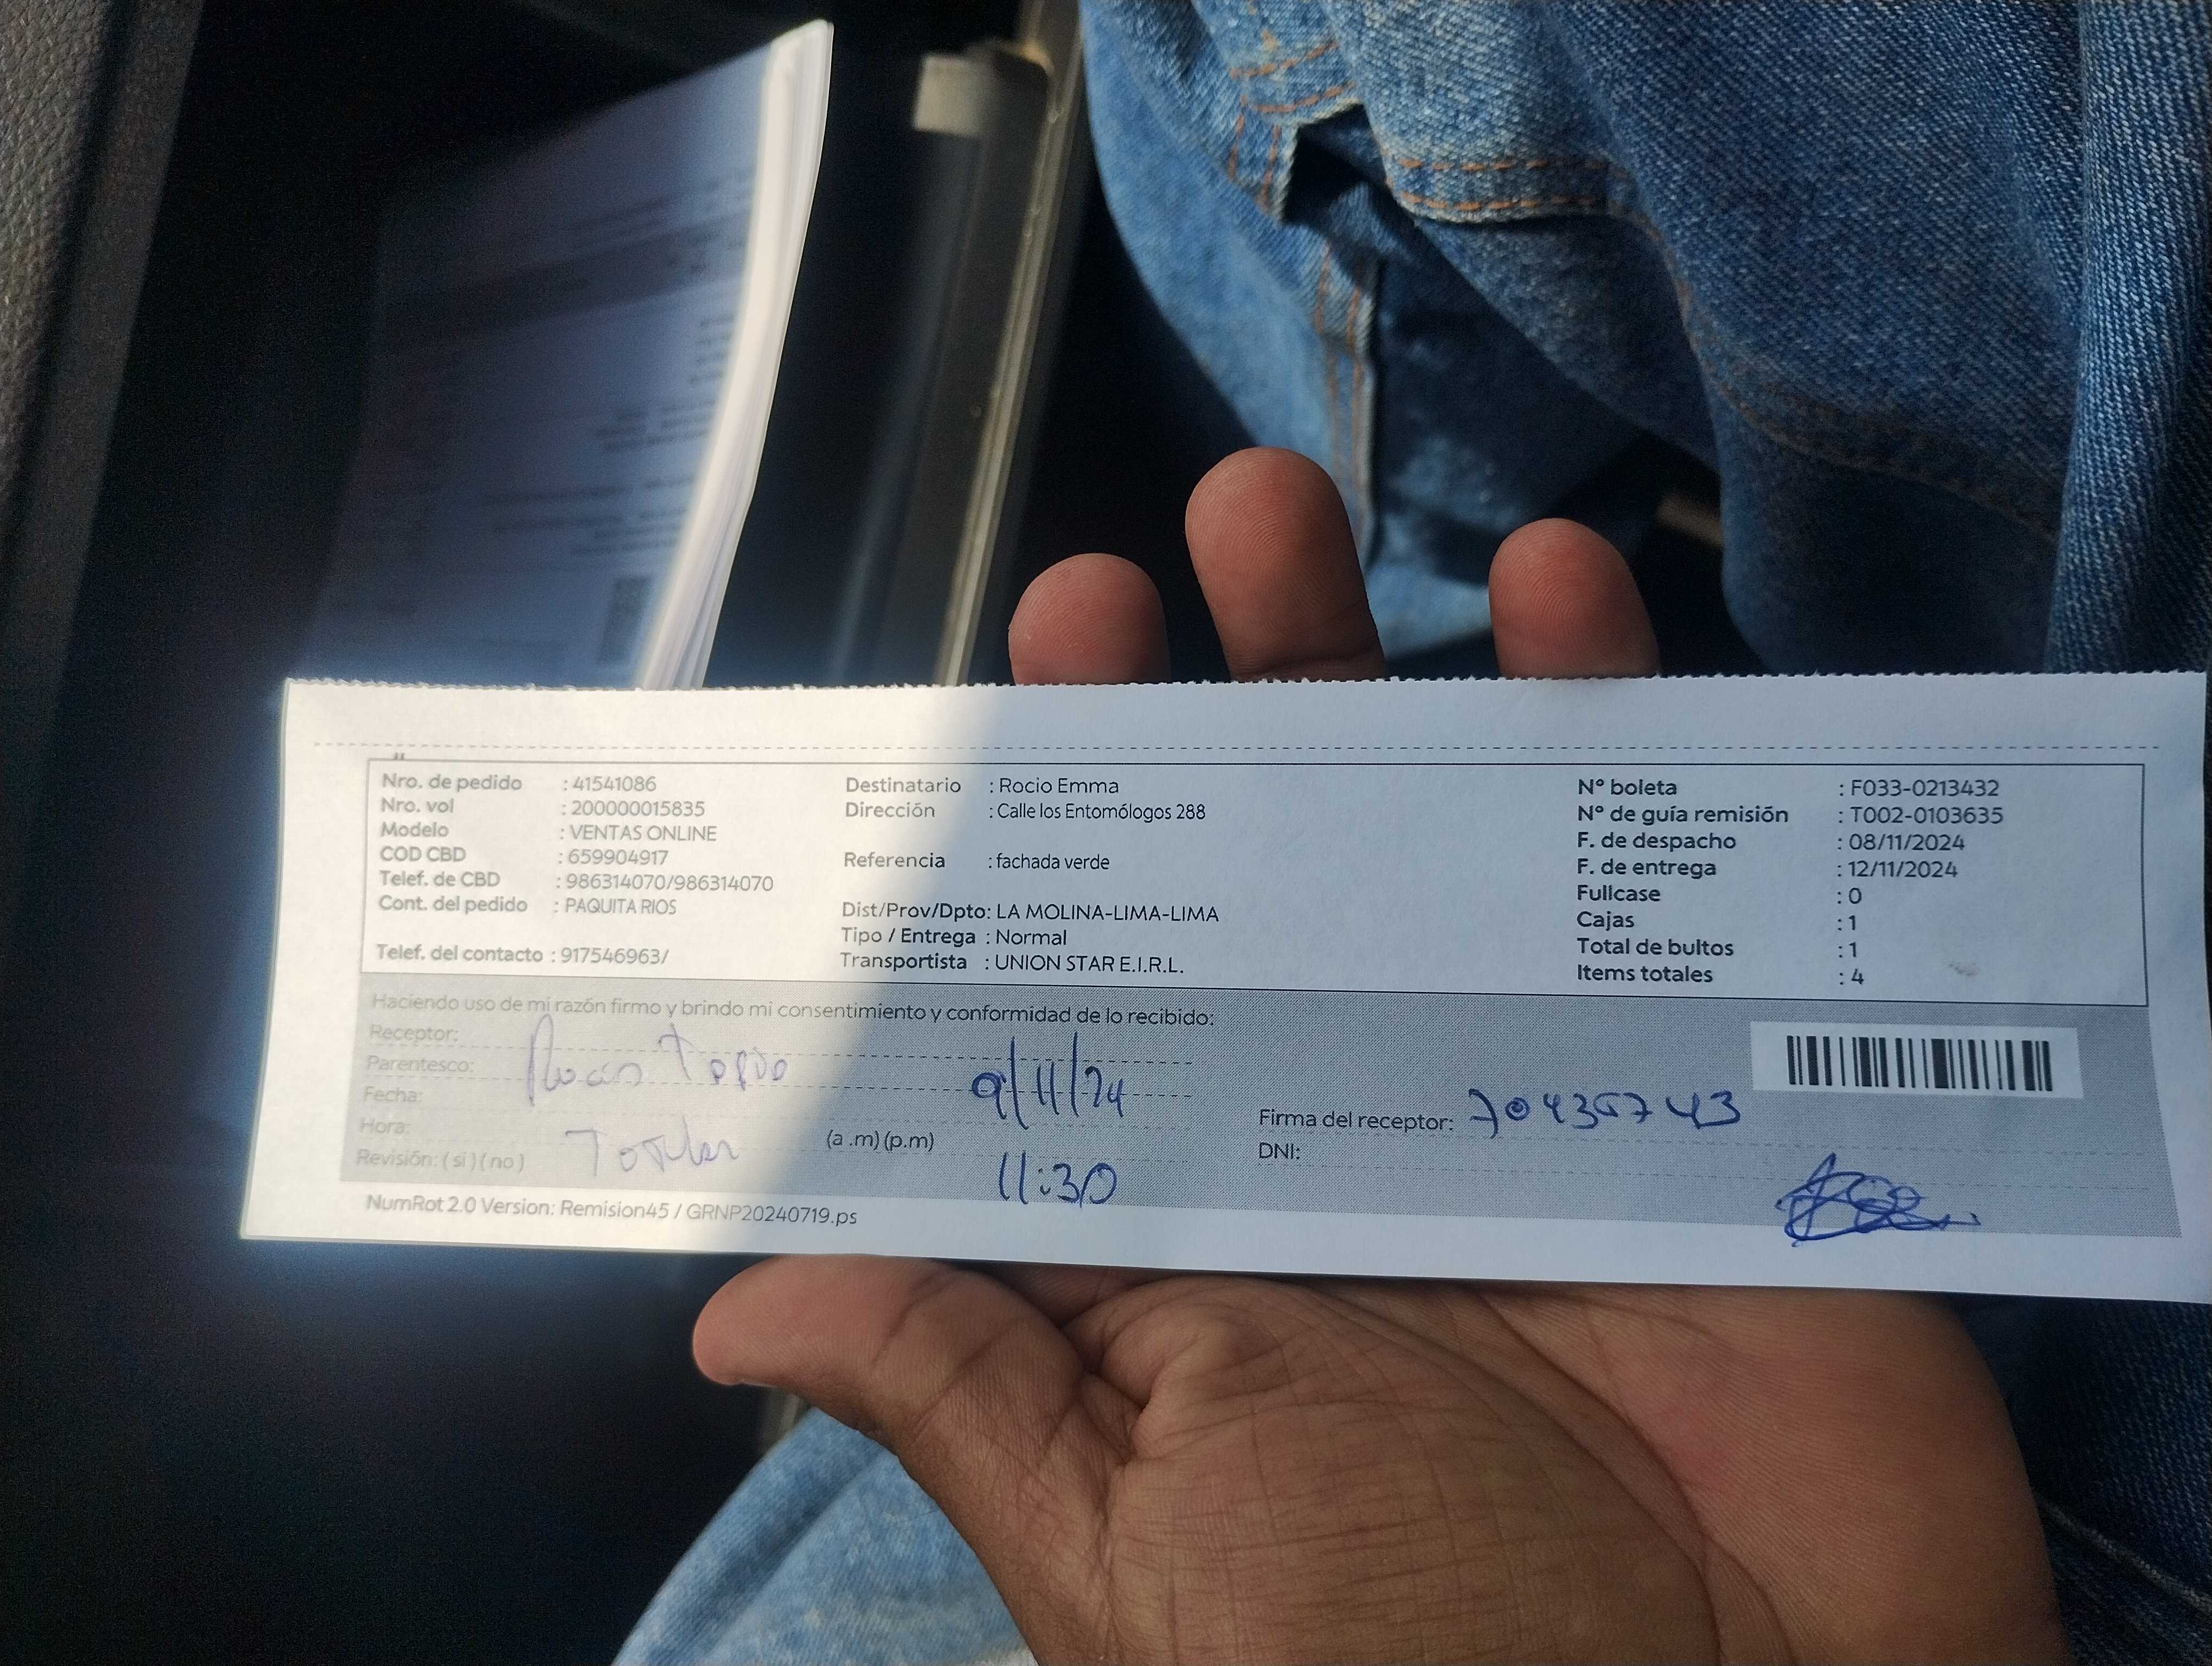 Nro. de pedido : 41541086
Nro. vol : 200000015835
Modelo : VENTAS ONLINE
COD CBD : 659904917
Telef. de CBD : 986314070/986314070
Cont. del pedido : PAQUITA RIOS
Telef. del contacto : 917546963/
Destinatario : Rocio Emma
Dirección : Calle los Entomólogos 288
Referencia : fachada verde
Dist/Prov/Dpto: LA MOLINA-LIMA-LIMA
Tipo / Entrega : Normal
Transportista : UNION STAR E.I.R.L.
N° boleta : F033-0213432
N° de guía remisión : T002-0103635
F. de despacho : 08/11/2024
F. de entrega : 12/11/2024
Fullcase : 0
Cajas : 1
Total de bultos : 1
Items totales : 4
Haciendo uso de mi razón firmo y brindo mi consentimiento y conformidad de lo recibido:
Receptor:
Parentesco:
Fecha: 9/11/24
Hora: (a .m) (p.m) 11:30
Revisión: ( si ) ( no )
Firma del receptor: 70435743
DNI:
NumRot 2.0 Version: Remision45 / GRNP20240719.ps